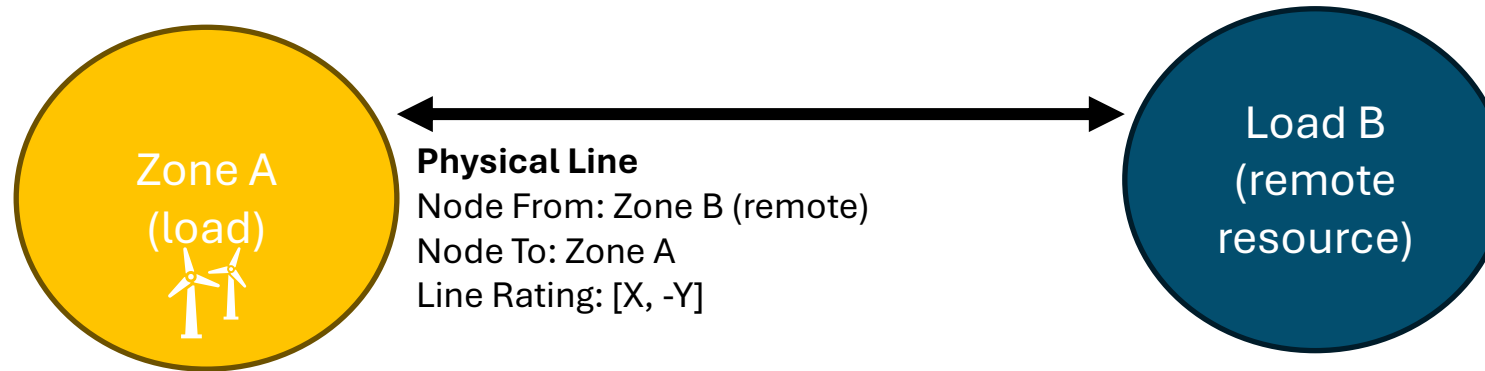 Zone A
(load)
Physical Line
Node From: Zone B (remote)
Node To: Zone A
Line Rating: [X, -Y]
Load B
(remote
resource)